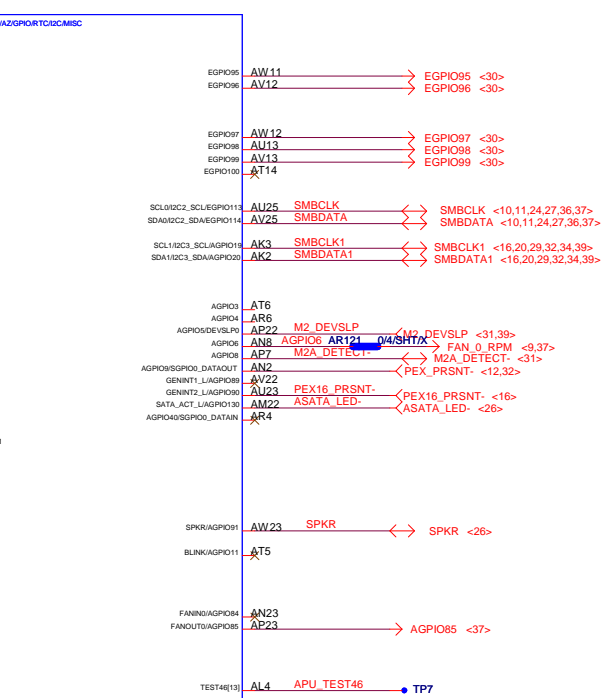 /AZ/GPIO/RTC/I2C/MISC
EGPIO95 AW11 EGPIO95 <30>
EGPIO96 AV12 EGPIO96 <30>
EGPIO97 AW12 EGPIO97 <30>
EGPIO98 AU13 EGPIO98 <30>
EGPIO99 AV13 EGPIO99 <30>
EGPIO100 AT14
SCL0/I2C2_SCL/EGPIO113 AU25 SMBCLK SMBCLK <10,11,24,27,36,37>
SDA0/I2C2_SDA/EGPIO114 AV25 SMBDATA SMBDATA <10,11,24,27,36,37>
SCL1/I2C3_SCL/AGPIO19 AK3 SMBCLK1 SMBCLK1 <16,20,29,32,34,39>
SDA1/I2C3_SDA/AGPIO20 AK2 SMBDATA1 SMBDATA1 <16,20,29,32,34,39>
AGPIO3 AT6
AGPIO4 AR6
AGPIO5/DEVSLP0 AP22 M2_DEVSLP M2_DEVSLP <31,39>
AGPIO6 AN8 AGPIO6 AR121 0/4/SHT/X FAN_0_RPM <9,37>
AGPIO8 AP7 M2A_DETECT- M2A_DETECT- <31>
AGPIO9/SGPIO0_DATAOUT AN2 PEX_PRSNT- <12,32>
GENINT1_L/AGPIO89 AV22
GENINT2_L/AGPIO90 AU23 PEX16_PRSNT- PEX16_PRSNT- <16>
SATA_ACT_L/AGPIO130 AM22 ASATA_LED- ASATA_LED- <26>
AGPIO40/SGPIO0_DATAIN AR4
SPKR/AGPIO91 AW23 SPKR SPKR <26>
BLINK/AGPIO11 AT5
FANIN0/AGPIO84 AN23
FANOUT0/AGPIO85 AP23 AGPIO85 <37>
TEST46[13] AL4 APU_TEST46 TP7